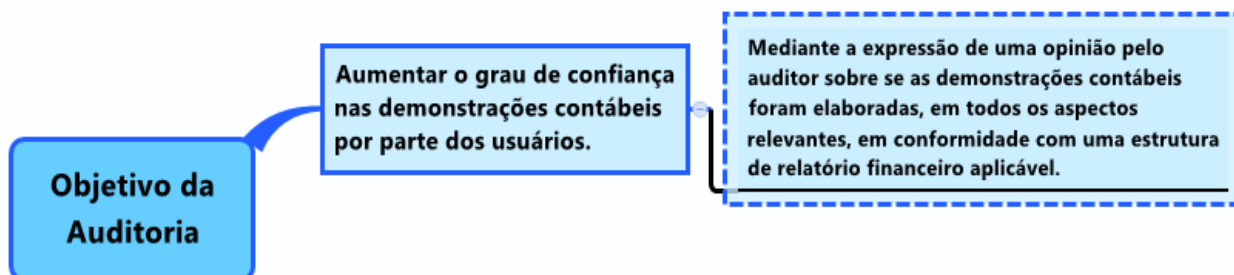 Objetivo da
Auditoria
Aumentar o grau de confiança
nas demonstrações contábeis
por parte dos usuários.
Mediante a expressão de uma opinião pelo
auditor sobre se as demonstrações contábeis
foram elaboradas, em todos os aspectos
relevantes, em conformidade com uma estrutura
de relatório financeiro aplicável.